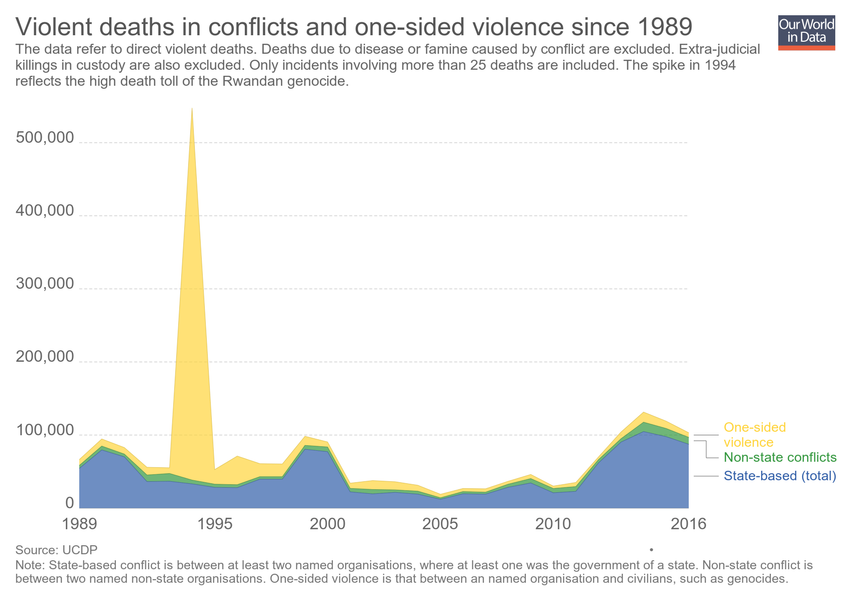 Violent deaths in conflicts and one-sided violence since 1989
Our World
in Data
The data refer to direct violent deaths. Deaths due to disease or famine caused by conflict are excluded. Extra-judicial
killings in custody are also excluded. Only incidents involving more than 25 deaths are included. The spike in 1994
reflects the high death toll of the Rwandan genocide.
500,000
400,000
300,000
200,000
100,000
0
One-sided
violence
Non-state conflicts
State-based (total)
1989
1995
2000
2005
2010
2016
Source: UCDP
Note: State-based conflict is between at least two named organisations, where at least one was the government of a state. Non-state conflict is
between two named non-state organisations. One-sided violence is that between an named organisation and civilians, such as genocides.